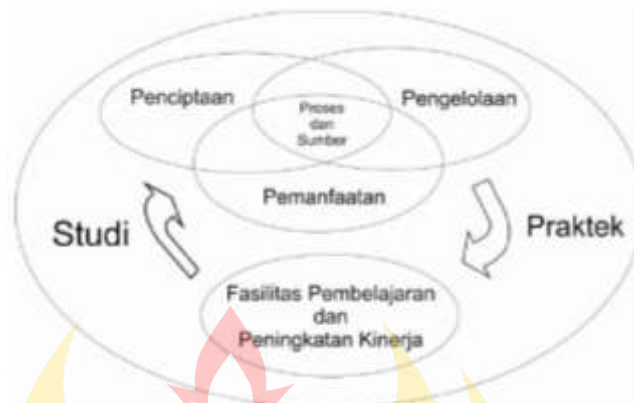 Penciptaan
Pengelolaan
Proses
dan
Sumber
Pemanfaatan
Studi
Praktek
Fasilitas Pembelajaran
dan
Peningkatan Kinerja